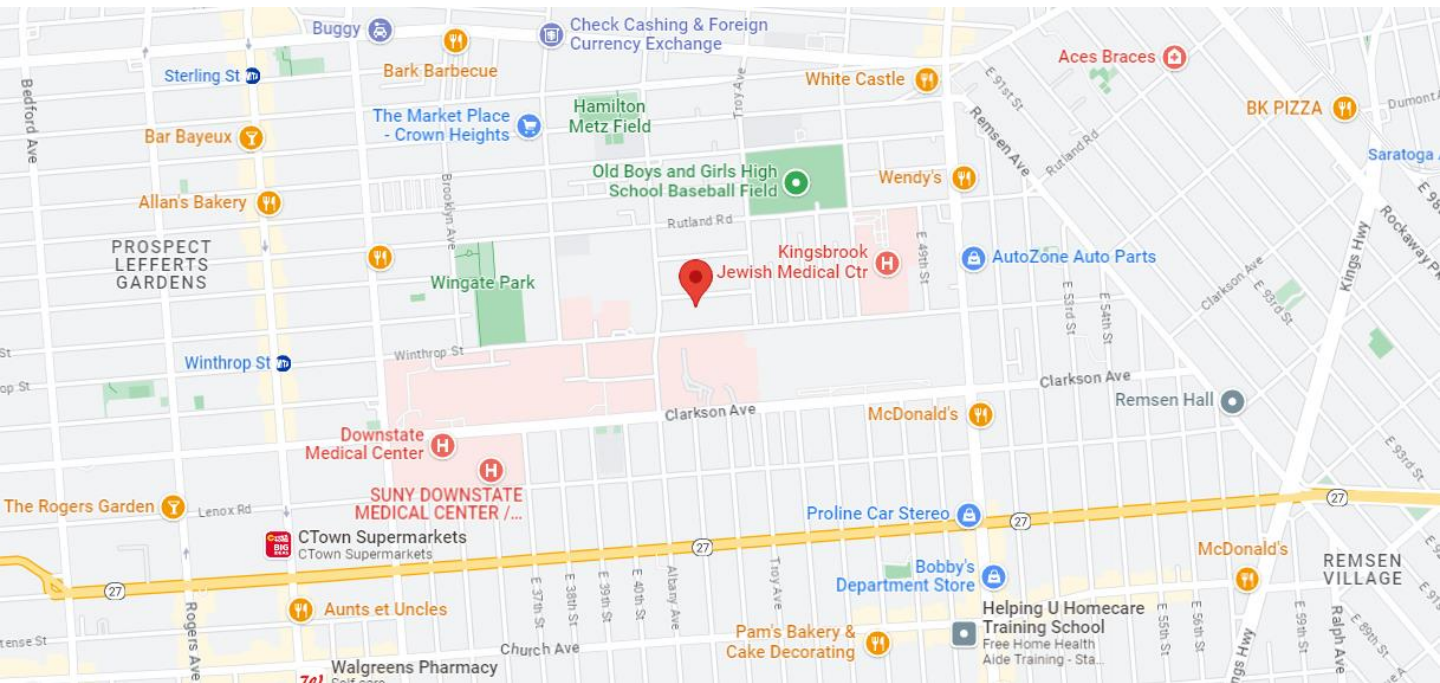 Buggy
Check Cashing & Foreign
Currency Exchange
Bark Barbecue
Sterling St
Bedford Ave
White Castle
Aces Braces
E 91st St
BK PIZZA
Troy Ave
The Market Place
- Crown Heights
Hamilton
Metz Field
Bar Bayeux
Remsen Ave
Rutland Rd
Old Boys and Girls High
School Baseball Field
Wendy's
Allan's Bakery
Brooklyn Ave
Rutland Rd
PROSPECT
LEFFERTS
GARDENS
Kingsbrook
Jewish Medical Ctr
E 49th St
AutoZone Auto Parts
Kings Hwy
Wingate Park
Clarkson Ave
E 93rd St
E 53rd St
E 54th St
Winthrop St
Winthrop St
Clarkson Ave
Clarkson Ave
Remsen Hall
McDonald's
Downstate
Medical Center
E 93rd St
SUNY DOWNSTATE
MEDICAL CENTER /...
The Rogers Garden
Lenox Rd
Proline Car Stereo
27
27
CTown Supermarkets
CTown Supermarkets
27
27
McDonald's
REMSEN
VILLAGE
Bobby's
Department Store
Aunts et Uncles
Rogers Ave
E 37th St
E 38th St
E 39th St
E 40th St
Albany Ave
Troy Ave
Helping U Homecare
Training School
Free Home Health
Aide Training - Sta...
E 55th St
E 56th St
E 59th St
Ralph Ave
E 89th St
Church Ave
Pam's Bakery &
Cake Decorating
Walgreens Pharmacy